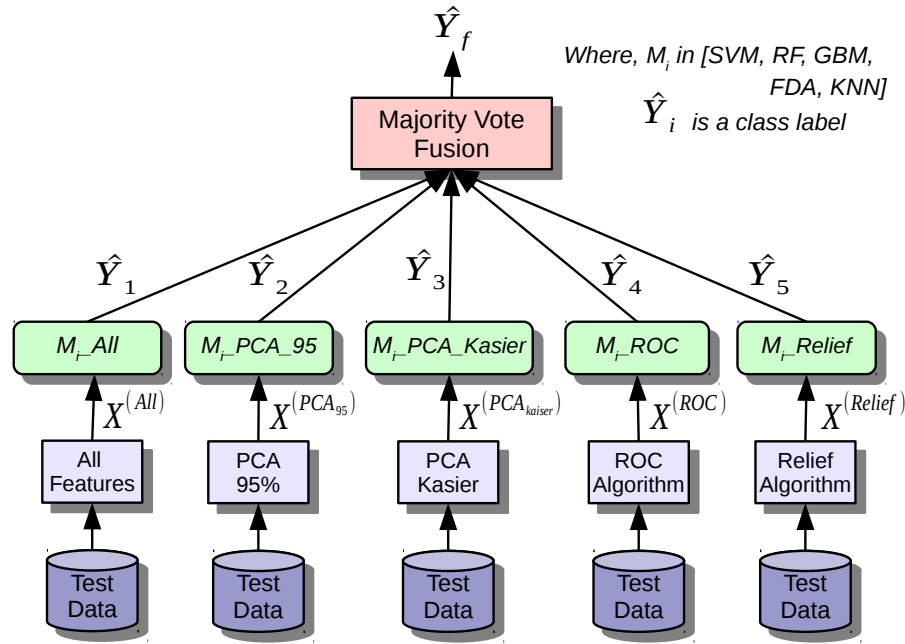 Ŷ_f
Where, M_i in [SVM, RF, GBM,
FDA, KNN]
Ŷ_i is a class label
Majority Vote
Fusion
Ŷ_1 Ŷ_2 Ŷ_3 Ŷ_4 Ŷ_5
M_i_All M_i_PCA_95 M_i_PCA_Kasier M_i_ROC M_i_Relief
X^(All) X^(PCA_95) X^(PCA_kaiser) X^(ROC) X^(Relief)
All
Features
PCA
95%
PCA
Kasier
ROC
Algorithm
Relief
Algorithm
Test
Data
Test
Data
Test
Data
Test
Data
Test
Data